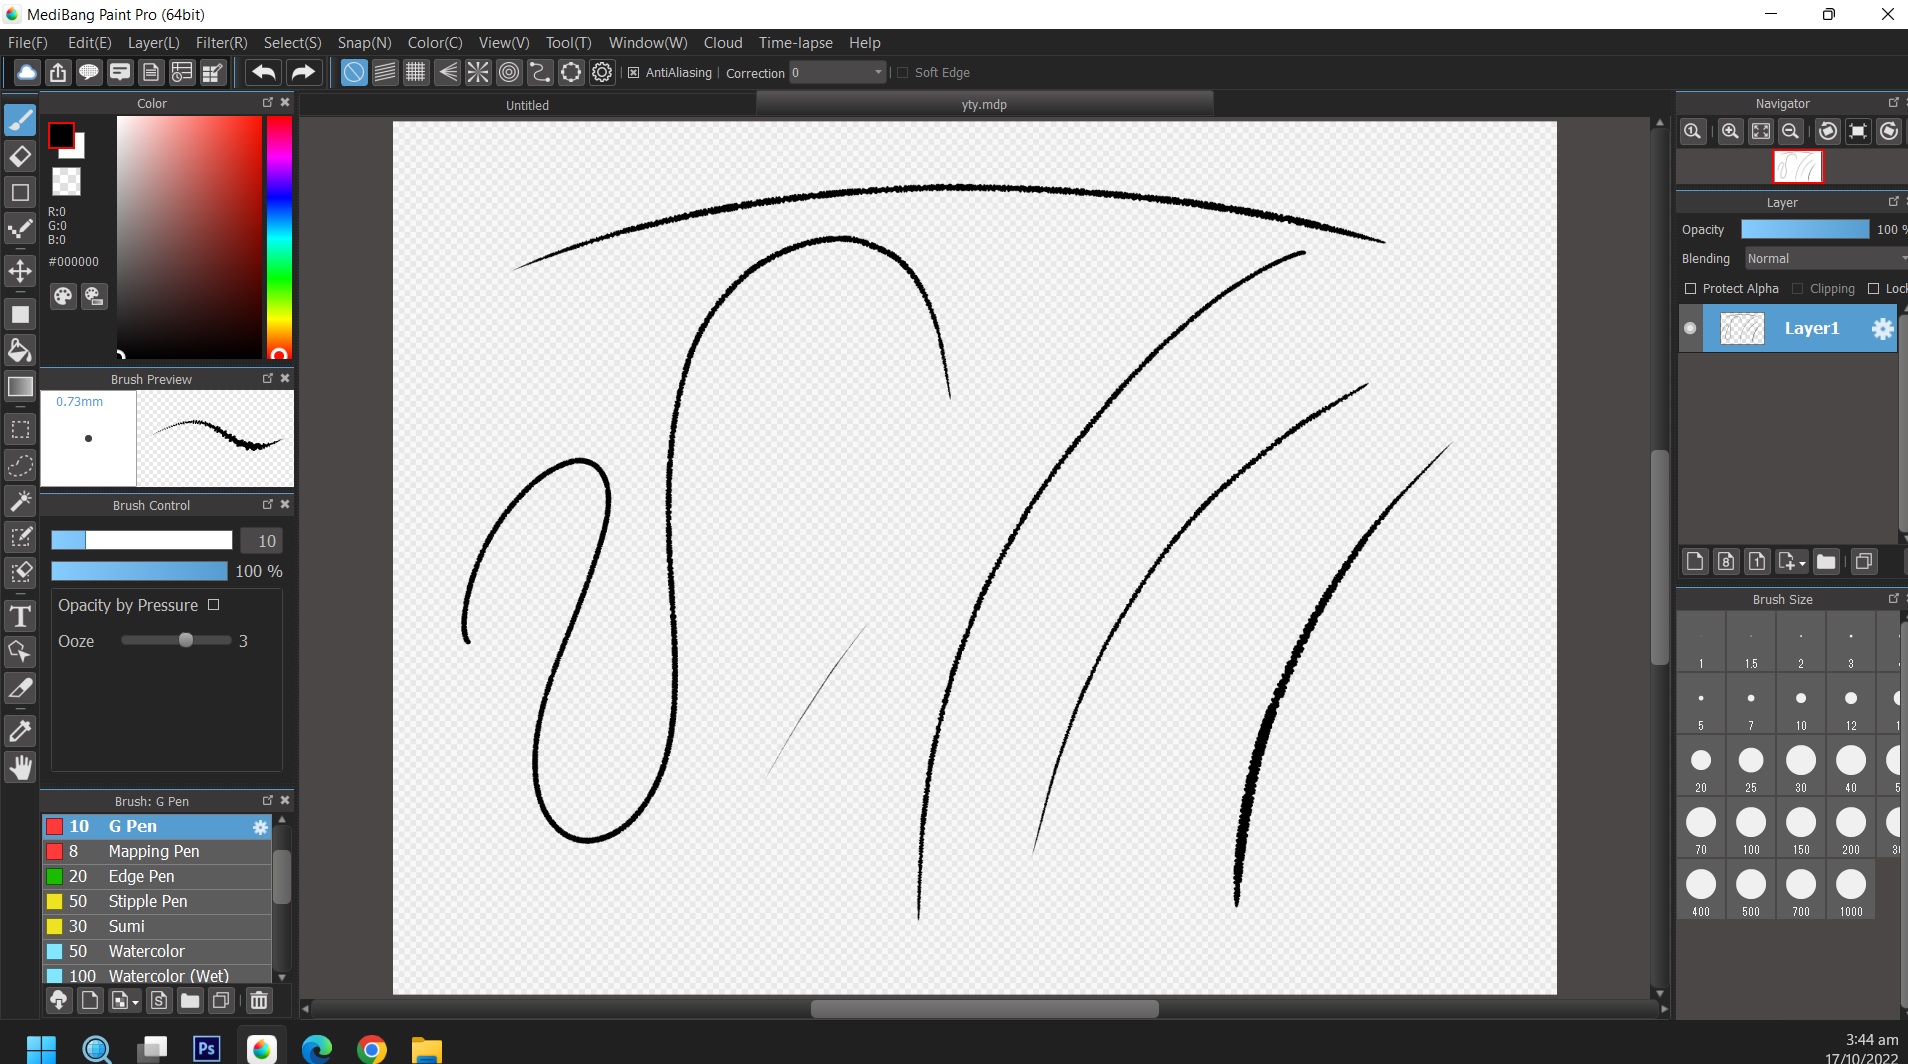 MediBang Paint Pro (64bit)
File(F) Edit(E) Layer(L) Filter(R) Select(S) Snap(N) Color(C) View(V) Tool(T) Window(W) Cloud Time-lapse Help
AntiAliasing Correction 0 Soft Edge
Color
Untitled
yty.mdp
Navigator
R:0
G:0
B:0
#000000
Layer
Opacity 100 %
Blending Normal
Protect Alpha Clipping Lock
Layer1
Brush Preview
0.73mm
Brush Control
10
100 %
Opacity by Pressure
Ooze 3
Brush Size
1 1.5 2 3
5 7 10 12
20 25 30 40
70 100 150 200
400 500 700 1000
Brush: G Pen
10 G Pen
8 Mapping Pen
20 Edge Pen
50 Stipple Pen
30 Sumi
50 Watercolor
100 Watercolor (Wet)
Ps
3:44 am
17/10/2022